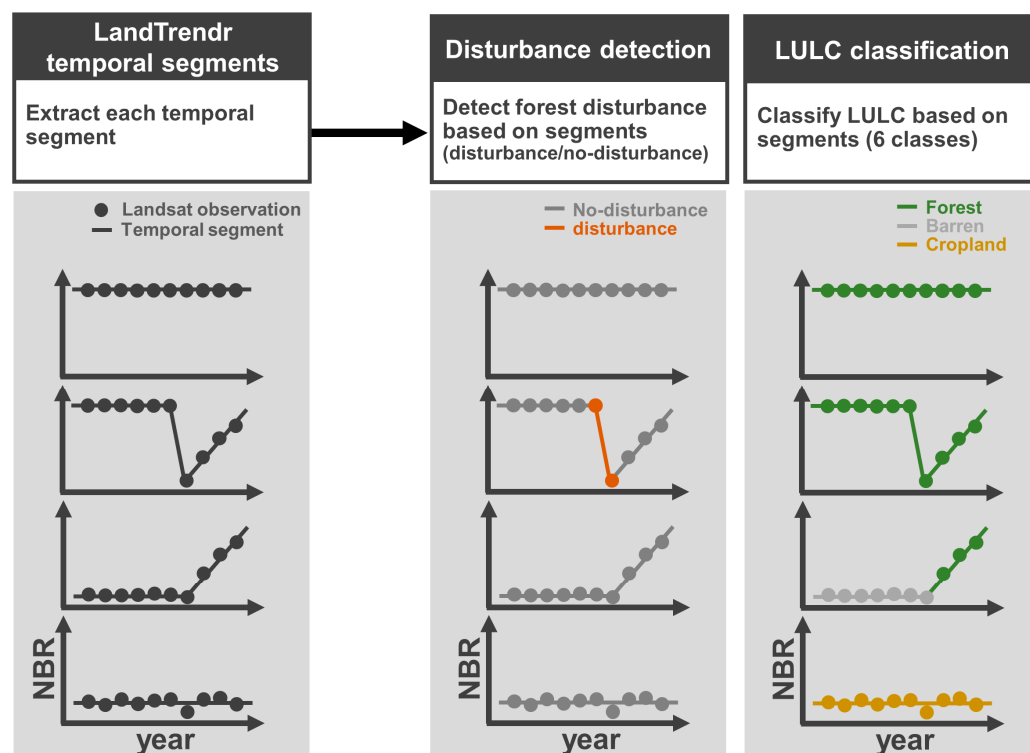 LandTrendr
temporal segments
Extract each temporal
segment
Landsat observation
Temporal segment
NBR
year
Disturbance detection
Detect forest disturbance
based on segments
(disturbance/no-disturbance)
No-disturbance
disturbance
NBR
year
LULC classification
Classify LULC based on
segments (6 classes)
Forest
Barren
Cropland
NBR
year